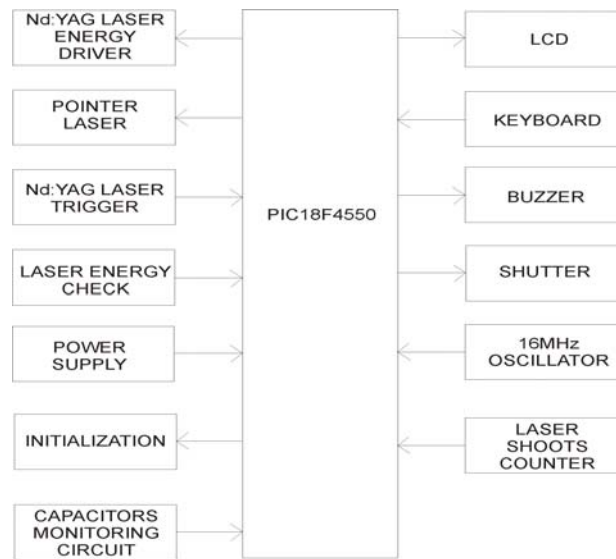 Nd:YAG LASER
ENERGY
DRIVER
POINTER
LASER
Nd:YAG LASER
TRIGGER
LASER ENERGY
CHECK
POWER
SUPPLY
INITIALIZATION
CAPACITORS
MONITORING
CIRCUIT
PIC18F4550
LCD
KEYBOARD
BUZZER
SHUTTER
16MHz
OSCILLATOR
LASER
SHOOTS
COUNTER